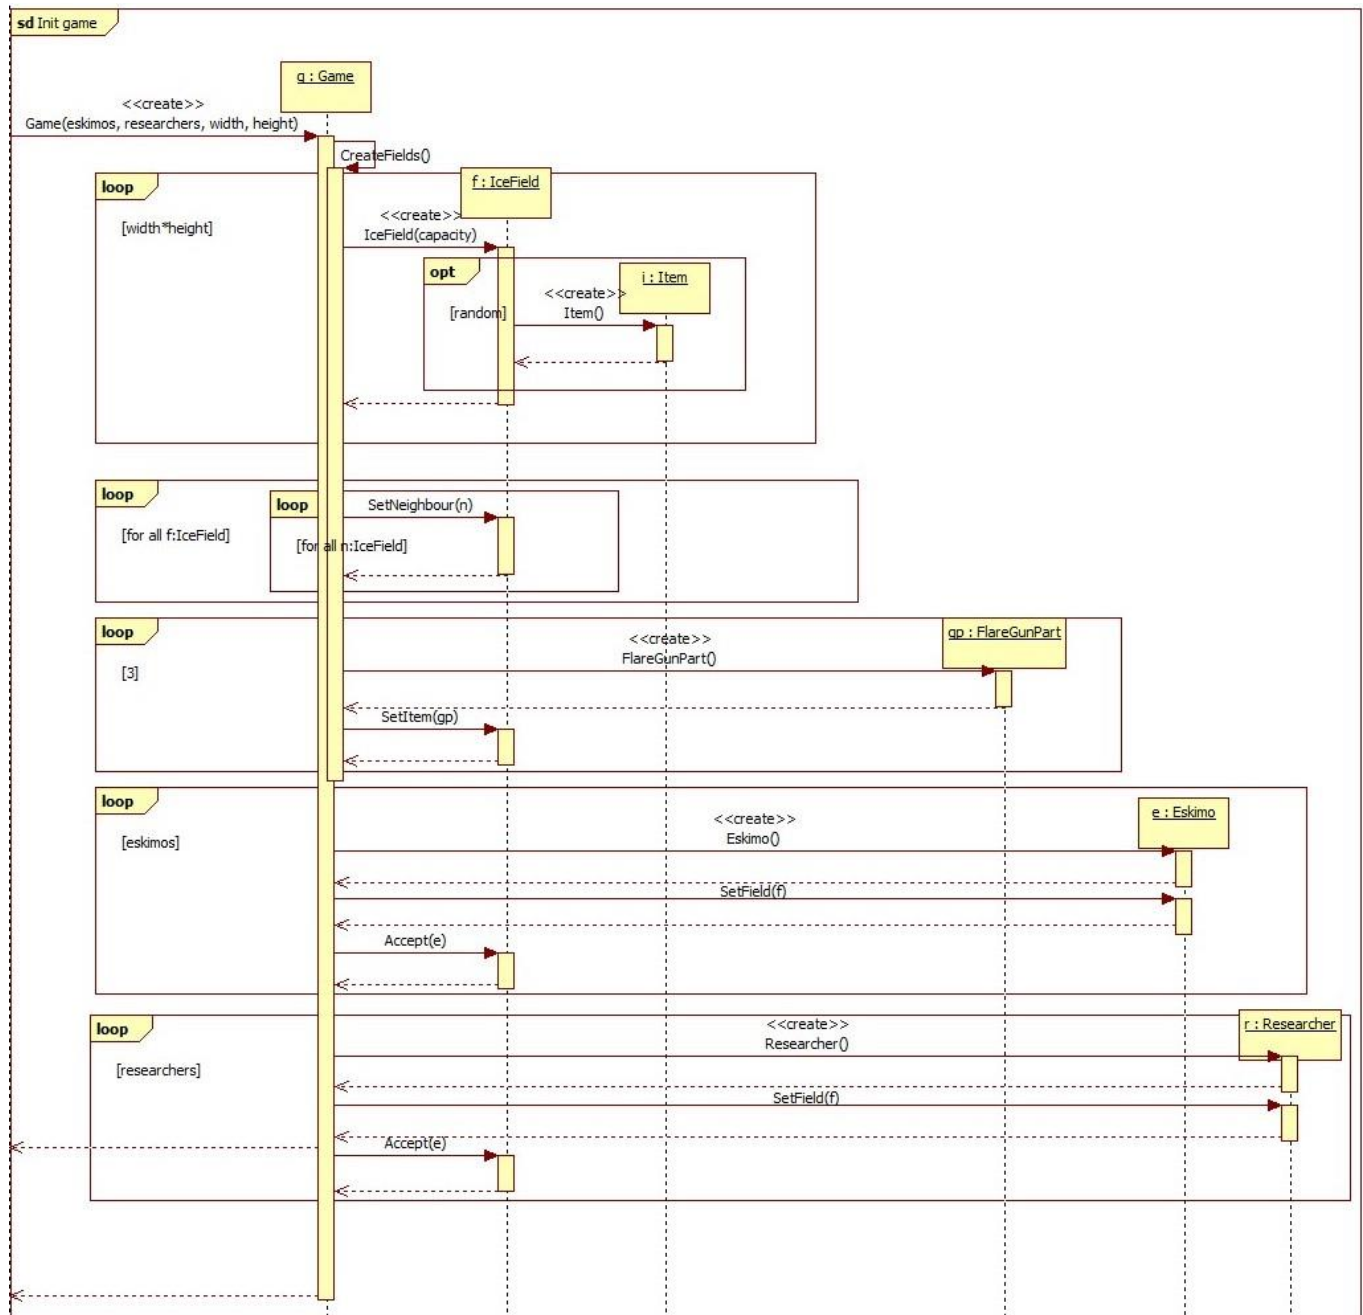 sd Init game
g : Game
<<create>>
Game(eskimos, researchers, width, height)
CreateFields()
loop
[width*height]
f : IceField
<<create>>
IceField(capacity)
opt
[random]
i : Item
<<create>>
Item()
loop
[for all f:IceField]
loop
[for all n:IceField]
SetNeighbour(n)
loop
[3]
<<create>>
FlareGunPart()
gp : FlareGunPart
SetItem(gp)
loop
[eskimos]
<<create>>
Eskimo()
e : Eskimo
SetField(f)
Accept(e)
loop
[researchers]
<<create>>
Researcher()
r : Researcher
SetField(f)
Accept(e)